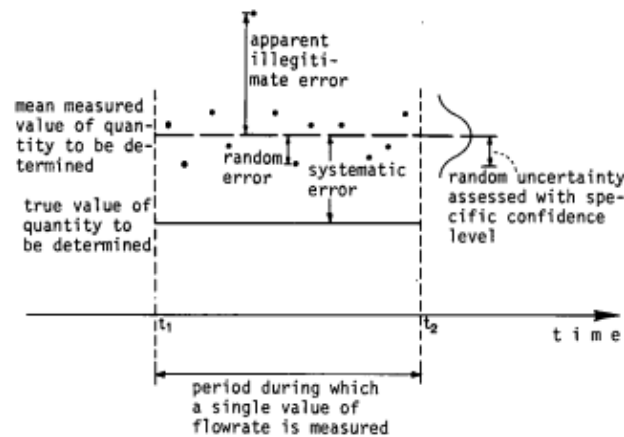 apparent
illegiti-
mate error
mean measured
value of quan-
tity to be de-
termined
random
error
systematic
error
random uncertainty
assessed with spe-
cific confidence
level
true value of
quantity to
be determined
t1
t2
time
period during which
a single value of
flowrate is measured